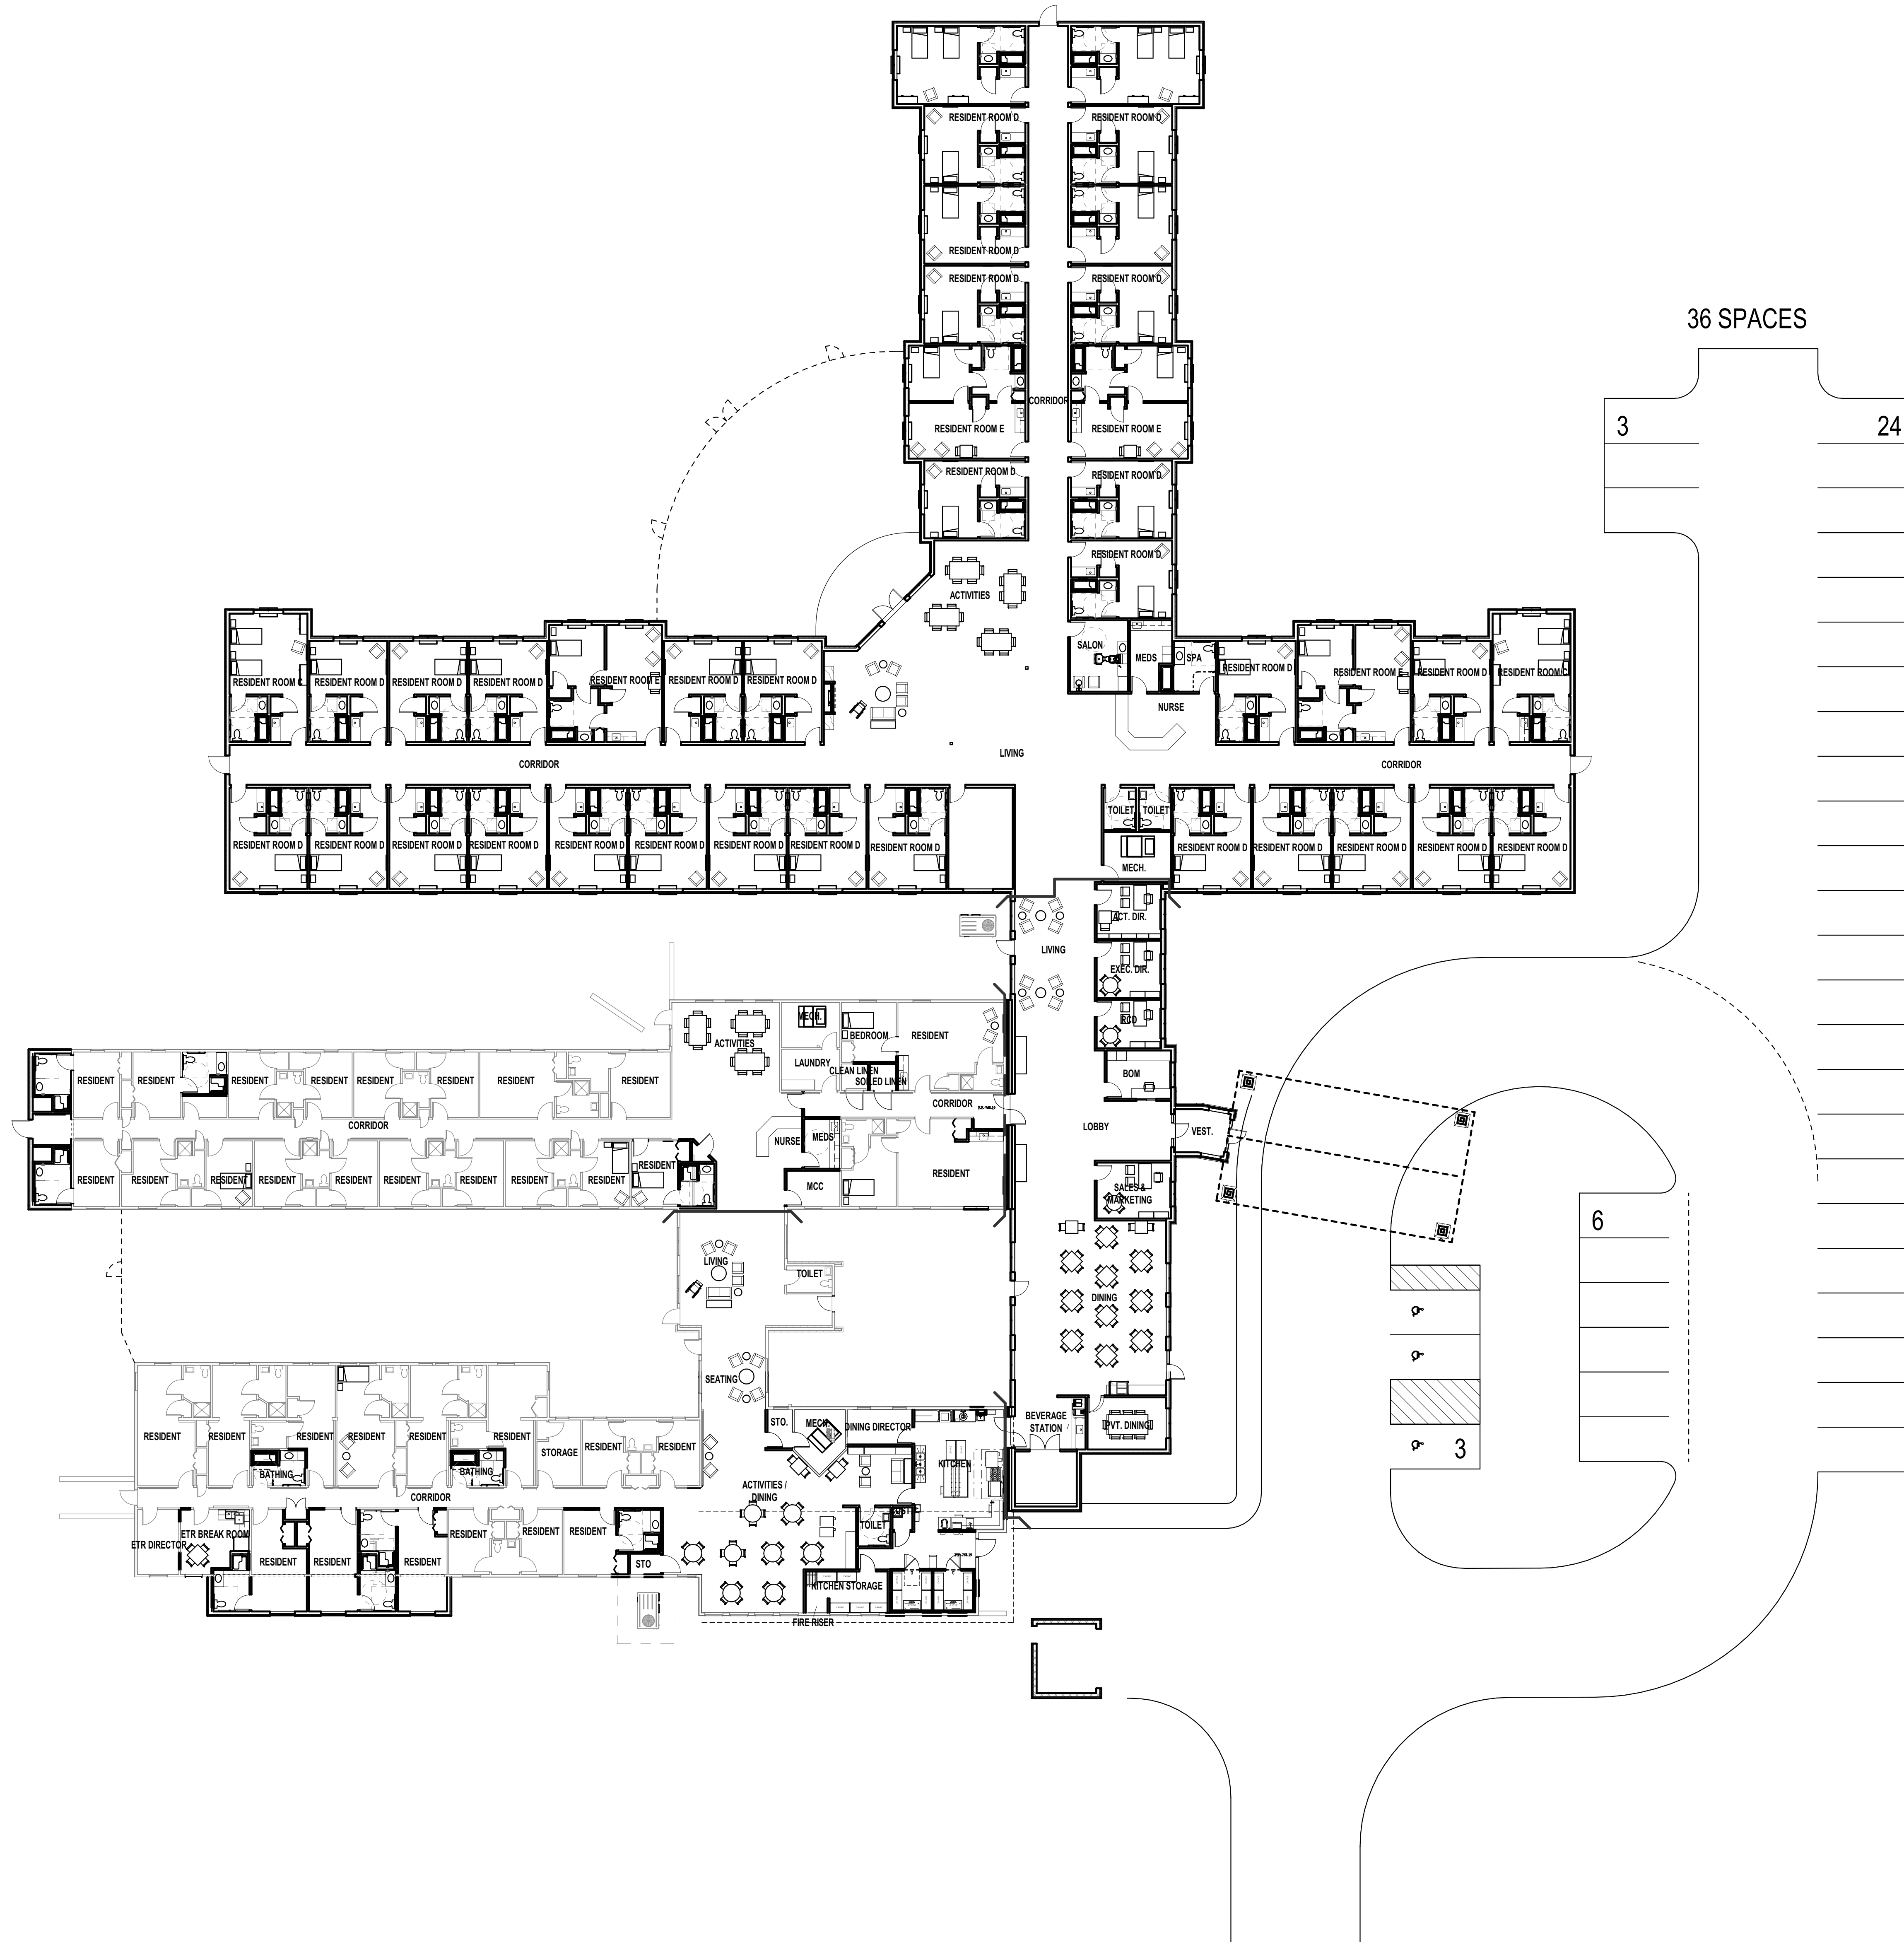 RESIDENT ROOM D
RESIDENT ROOM D
RESIDENT ROOM D
RESIDENT ROOM D
RESIDENT ROOM D
36 SPACES
CORRIDOR
3
24
RESIDENT ROOM E
RESIDENT ROOM E
RESIDENT ROOM D
RESIDENT ROOM D
RESIDENT ROOM D
ACTIVITIES
SALON
MEDS
SPA
RESIDENT ROOM C
RESIDENT ROOM D
RESIDENT ROOM D
RESIDENT ROOM D
RESIDENT ROOM E
RESIDENT ROOM D
RESIDENT ROOM D
RESIDENT ROOM D
RESIDENT ROOM E
RESIDENT ROOM D
RESIDENT ROOM C
NURSE
LIVING
CORRIDOR
CORRIDOR
TOILET
TOILET
RESIDENT ROOM D
RESIDENT ROOM D
RESIDENT ROOM D
RESIDENT ROOM D
RESIDENT ROOM D
RESIDENT ROOM D
RESIDENT ROOM D
RESIDENT ROOM D
RESIDENT ROOM D
RESIDENT ROOM D
RESIDENT ROOM D
RESIDENT ROOM D
RESIDENT ROOM D
RESIDENT ROOM D
MECH.
ACT. DIR.
LIVING
EXEC. DIR.
RCD
MECH.
BEDROOM
RESIDENT
ACTIVITIES
LAUNDRY
CLEAN LINEN
SOILED LINEN
BOM
RESIDENT
RESIDENT
RESIDENT
RESIDENT
RESIDENT
RESIDENT
RESIDENT
RESIDENT
CORRIDOR
CORRIDOR
LOBBY
VEST.
NURSE
MEDS
RESIDENT
RESIDENT
RESIDENT
RESIDENT
RESIDENT
RESIDENT
RESIDENT
RESIDENT
RESIDENT
RESIDENT
MCC
RESIDENT
SALES &
MARKETING
6
LIVING
TOILET
DINING
SEATING
STO.
MECH.
DINING DIRECTOR
BEVERAGE
STATION
PVT. DINING
RESIDENT
RESIDENT
RESIDENT
RESIDENT
RESIDENT
RESIDENT
STORAGE
RESIDENT
RESIDENT
3
BATHING
BATHING
KITCHEN
ACTIVITIES /
DINING
CORRIDOR
TOILET
ETR BREAK ROOM
ETR DIRECTOR
RESIDENT
RESIDENT
RESIDENT
RESIDENT
RESIDENT
RESIDENT
STO
KITCHEN STORAGE
FIRE RISER